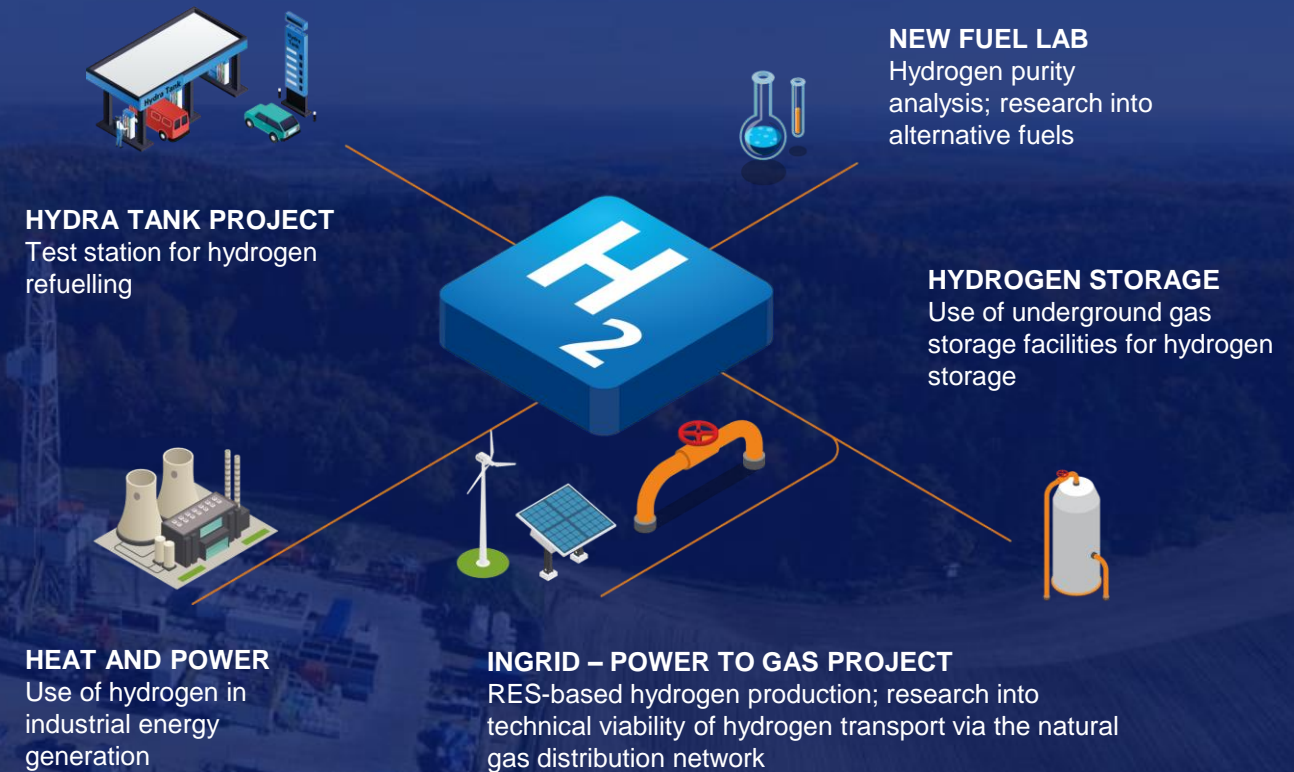 Hydra Tank
NEW FUEL LAB
Hydrogen purity
analysis; research into
alternative fuels
HYDRA TANK PROJECT
Test station for hydrogen
refuelling
H
2
HYDROGEN STORAGE
Use of underground gas
storage facilities for hydrogen
storage
HEAT AND POWER
Use of hydrogen in
industrial energy
generation
INGRID – POWER TO GAS PROJECT
RES-based hydrogen production; research into
technical viability of hydrogen transport via the natural
gas distribution network